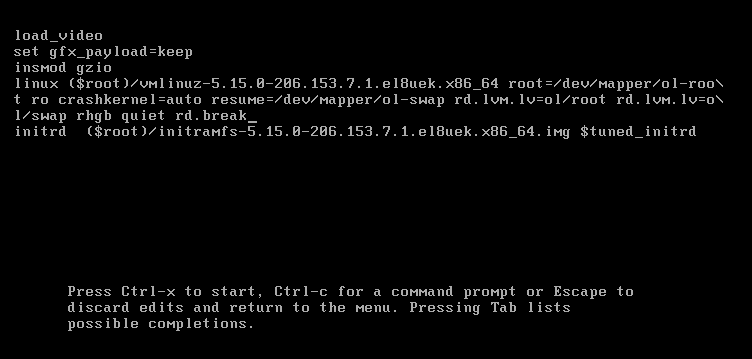 load_video
set gfx_payload=keep
insmod gzio
linux ($root)/vmlinuz-5.15.0-206.153.7.1.el8uek.x86_64 root=/dev/mapper/ol-roo\
t ro crashkernel=auto resume=/dev/mapper/ol-swap rd.lvm.lv=ol/root rd.lvm.lv=o\
l/swap rhgb quiet rd.break_
initrd  ($root)/initramfs-5.15.0-206.153.7.1.el8uek.x86_64.img $tuned_initrd
Press Ctrl-x to start, Ctrl-c for a command prompt or Escape to
discard edits and return to the menu. Pressing Tab lists
possible completions.